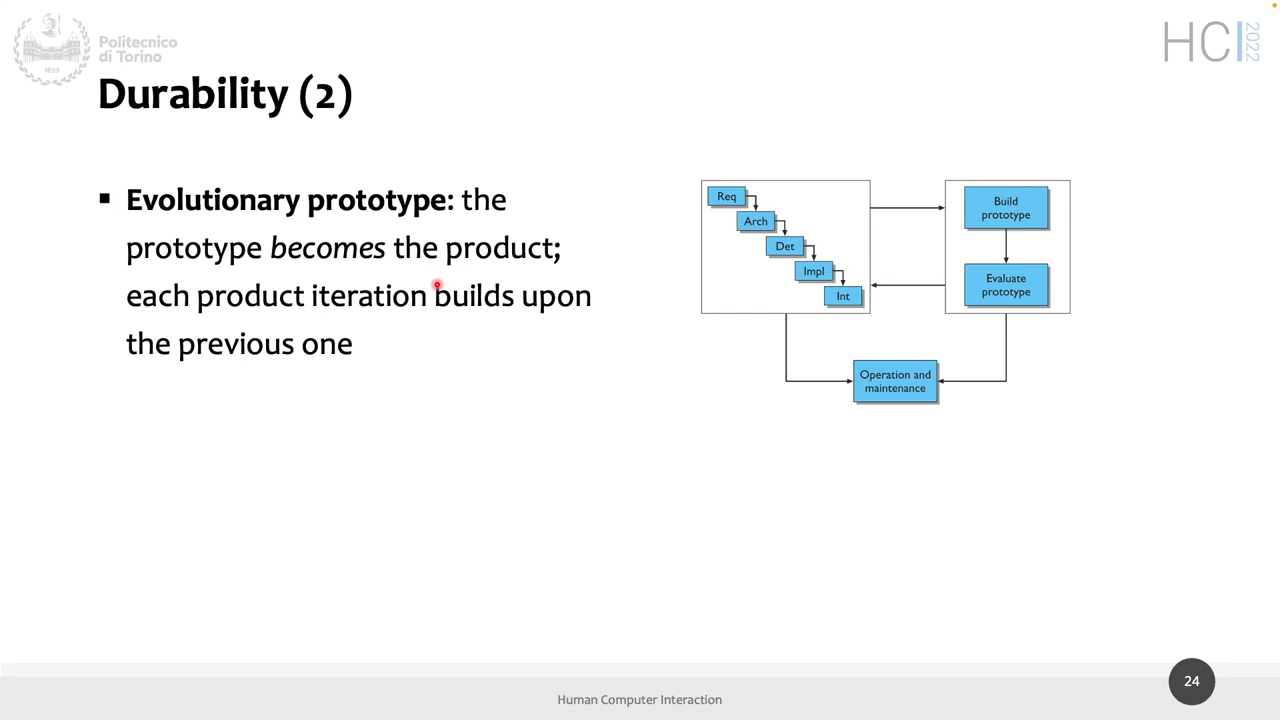 Politecnico
di Torino
1859
HCI
2022
Durability (2)
▪ Evolutionary prototype: the
prototype becomes the product;
each product iteration builds upon
the previous one
Req
Arch
Det
Impl
Int
Build
prototype
Evaluate
prototype
Operation and
maintenance
Human Computer Interaction
24